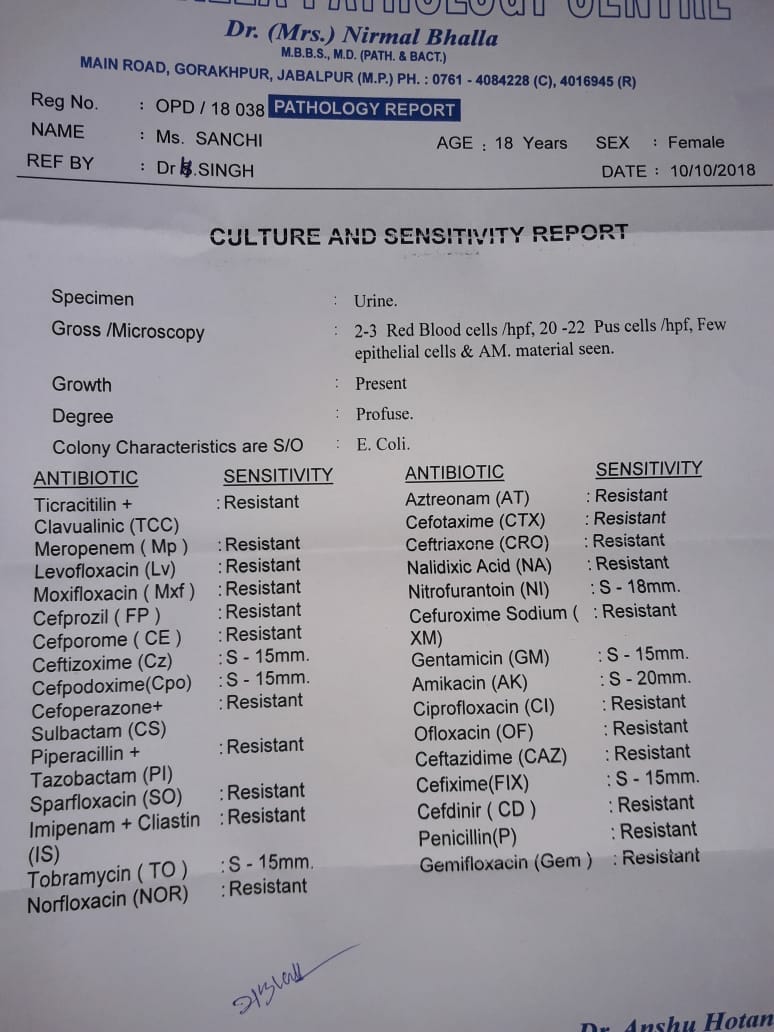 PATHOLOGY CENTRE
Dr. (Mrs.) Nirmal Bhalla
M.B.B.S., M.D. (PATH. & BACT.)
MAIN ROAD, GORAKHPUR, JABALPUR (M.P.) PH. : 0761 - 4084228 (C), 4016945 (R)
Reg No. : OPD / 18 038 PATHOLOGY REPORT
NAME : Ms. SANCHI AGE : 18 Years SEX : Female
REF BY : Dr .SINGH DATE : 10/10/2018
CULTURE AND SENSITIVITY REPORT
Specimen : Urine.
Gross /Microscopy : 2-3 Red Blood cells /hpf, 20 -22 Pus cells /hpf, Few
epithelial cells & AM. material seen.
Growth : Present
Degree : Profuse.
Colony Characteristics are S/O : E. Coli.
ANTIBIOTIC SENSITIVITY
Ticracitilin + : Resistant
Clavualinic (TCC)
Meropenem ( Mp ) : Resistant
Levofloxacin (Lv) : Resistant
Moxifloxacin ( Mxf ) : Resistant
Cefprozil ( FP ) : Resistant
Cefporome ( CE ) : Resistant
Ceftizoxime (Cz) : S - 15mm.
Cefpodoxime(Cpo) : S - 15mm.
Cefoperazone+ : Resistant
Sulbactam (CS)
Piperacillin + : Resistant
Tazobactam (PI)
Sparfloxacin (SO) : Resistant
Imipenam + Cliastin : Resistant
(IS)
Tobramycin ( TO ) : S - 15mm.
Norfloxacin (NOR) : Resistant
ANTIBIOTIC SENSITIVITY
Aztreonam (AT) : Resistant
Cefotaxime (CTX) : Resistant
Ceftriaxone (CRO) : Resistant
Nalidixic Acid (NA) : Resistant
Nitrofurantoin (NI) : S - 18mm.
Cefuroxime Sodium ( : Resistant
XM)
Gentamicin (GM) : S - 15mm.
Amikacin (AK) : S - 20mm.
Ciprofloxacin (CI) : Resistant
Ofloxacin (OF) : Resistant
Ceftazidime (CAZ) : Resistant
Cefixime(FIX) : S - 15mm.
Cefdinir ( CD ) : Resistant
Penicillin(P) : Resistant
Gemifloxacin (Gem ) : Resistant
Dr. Anshu Hotan